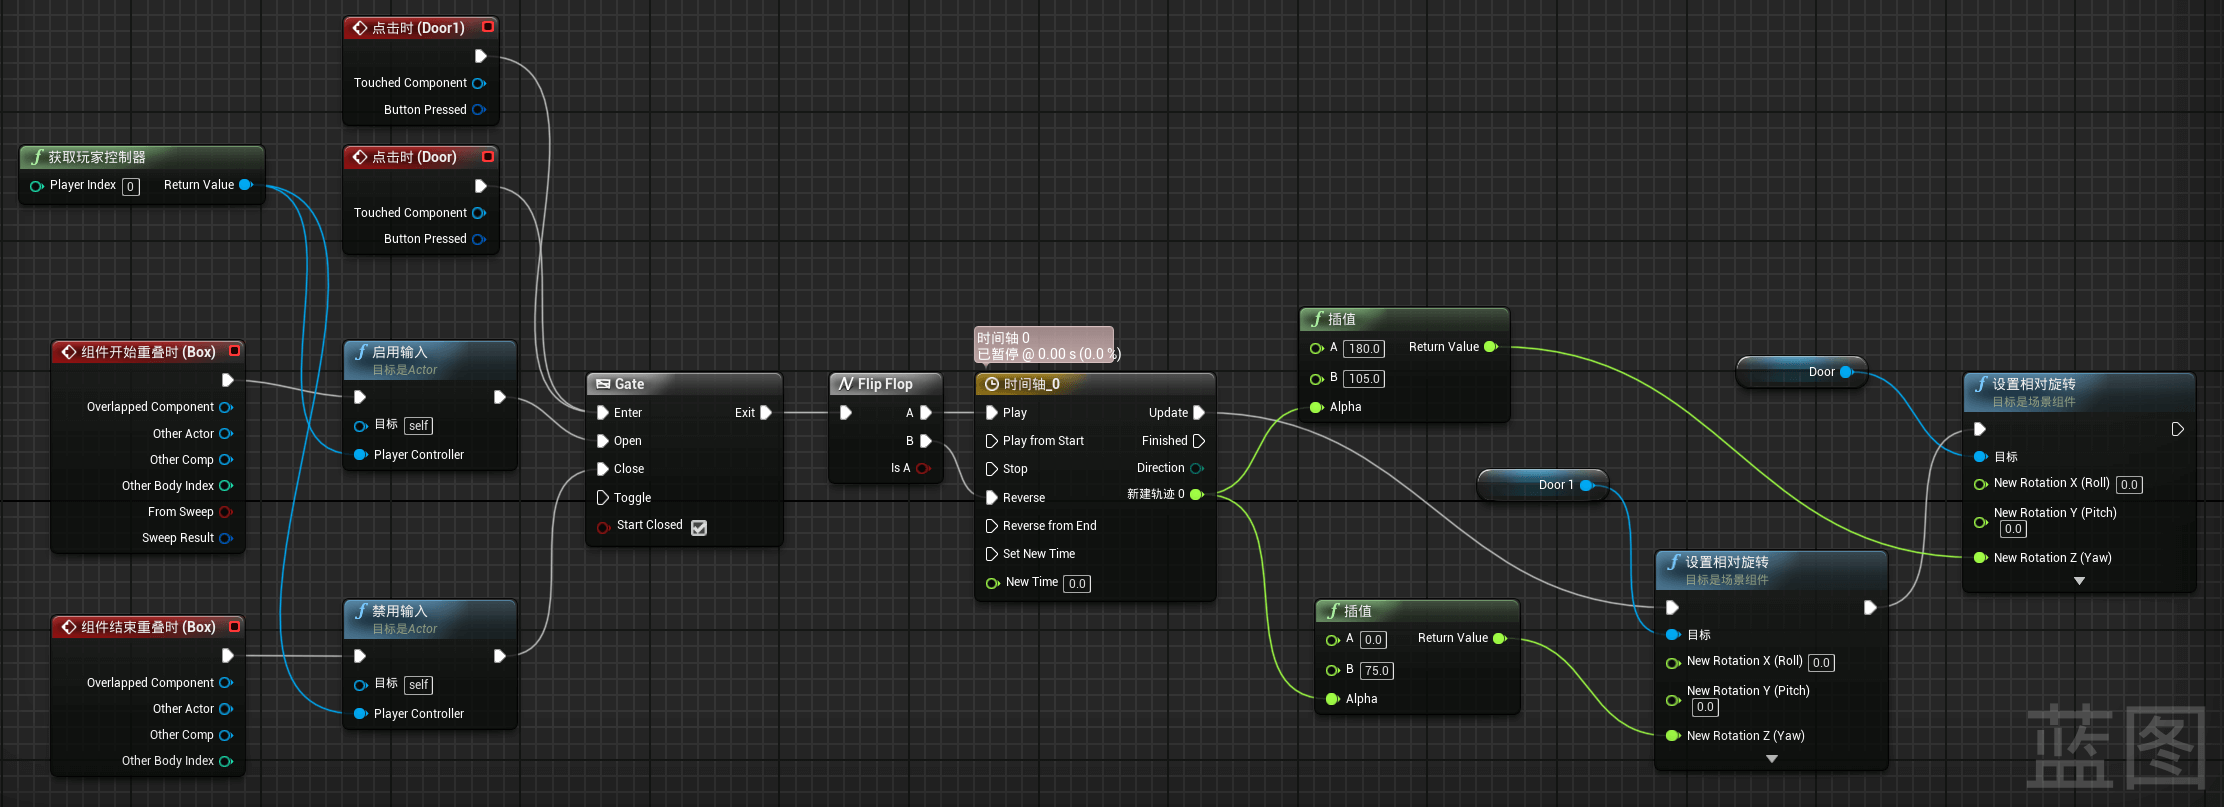 点击时 (Door1)
Touched Component
Button Pressed
获取玩家控制器
Player Index 0 Return Value
点击时 (Door)
Touched Component
Button Pressed
组件开始重叠时 (Box)
Overlapped Component
Other Actor
Other Comp
Other Body Index
From Sweep
Sweep Result
启用输入
目标是Actor
目标 self
Player Controller
组件结束重叠时 (Box)
Overlapped Component
Other Actor
Other Comp
Other Body Index
禁用输入
目标是Actor
目标 self
Player Controller
Gate
Enter Exit
Open
Close
Toggle
Start Closed
Flip Flop
A
B
Is A
时间轴 0
已暂停 @ 0.00 s (0.0 %)
时间轴_0
Play Update
Play from Start Finished
Stop Direction
新建轨迹 0
Reverse
Reverse from End
Set New Time
New Time 0.0
插值
A 180.0 Return Value
B 105.0
Alpha
插值
A 0.0 Return Value
B 75.0
Alpha
Door
Door 1
设置相对旋转
目标是场景组件
目标
New Rotation X (Roll) 0.0
New Rotation Y (Pitch)
0.0
New Rotation Z (Yaw)
设置相对旋转
目标是场景组件
目标
New Rotation X (Roll) 0.0
New Rotation Y (Pitch)
0.0
New Rotation Z (Yaw)
蓝图